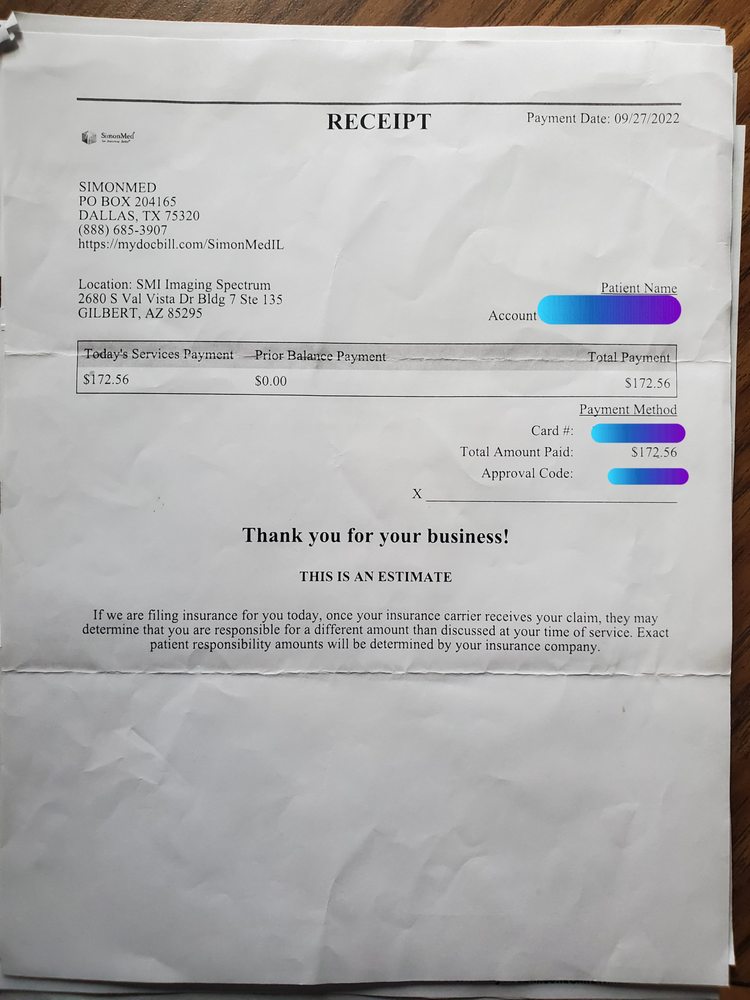 RECEIPT
Payment Date: 09/27/2022
SimonMed
SIMONMED
PO BOX 204165
DALLAS, TX 75320
(888) 685-3907
https://mydocbill.com/SimonMedIL
Location: SMI Imaging Spectrum
2680 S Val Vista Dr Bldg 7 Ste 135
GILBERT, AZ 85295
Patient Name
Account
Today's Services Payment Prior Balance Payment Total Payment
$172.56 $0.00 $172.56
Payment Method
Card #:
Total Amount Paid: $172.56
Approval Code:
X
Thank you for your business!
THIS IS AN ESTIMATE
If we are filing insurance for you today, once your insurance carrier receives your claim, they may
determine that you are responsible for a different amount than discussed at your time of service. Exact
patient responsibility amounts will be determined by your insurance company.